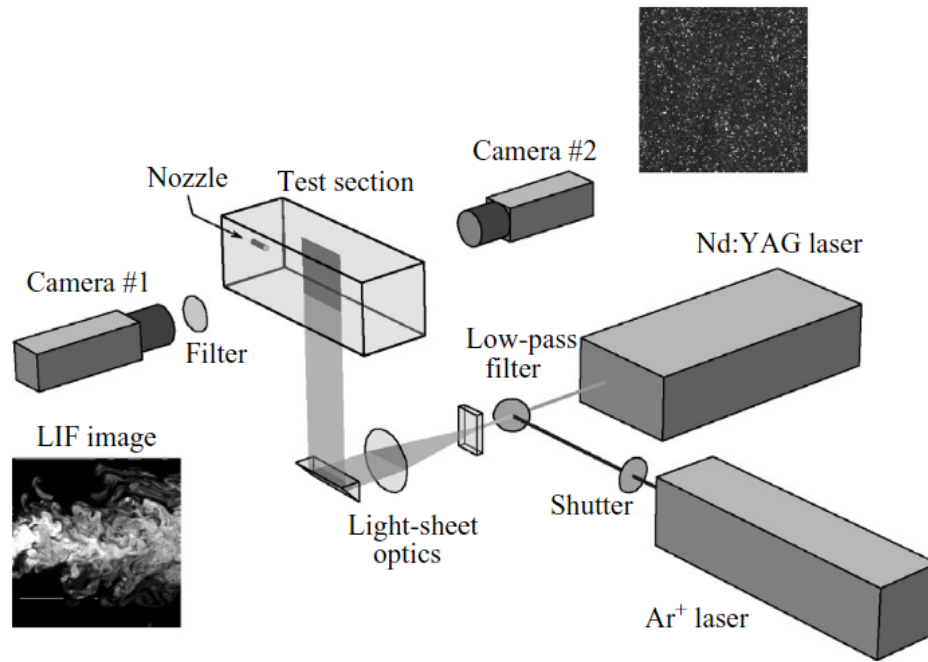 Camera #2
Nozzle
Test section
Nd:YAG laser
Camera #1
Low-pass
filter
Filter
LIF image
Shutter
Light-sheet
optics
Ar+ laser